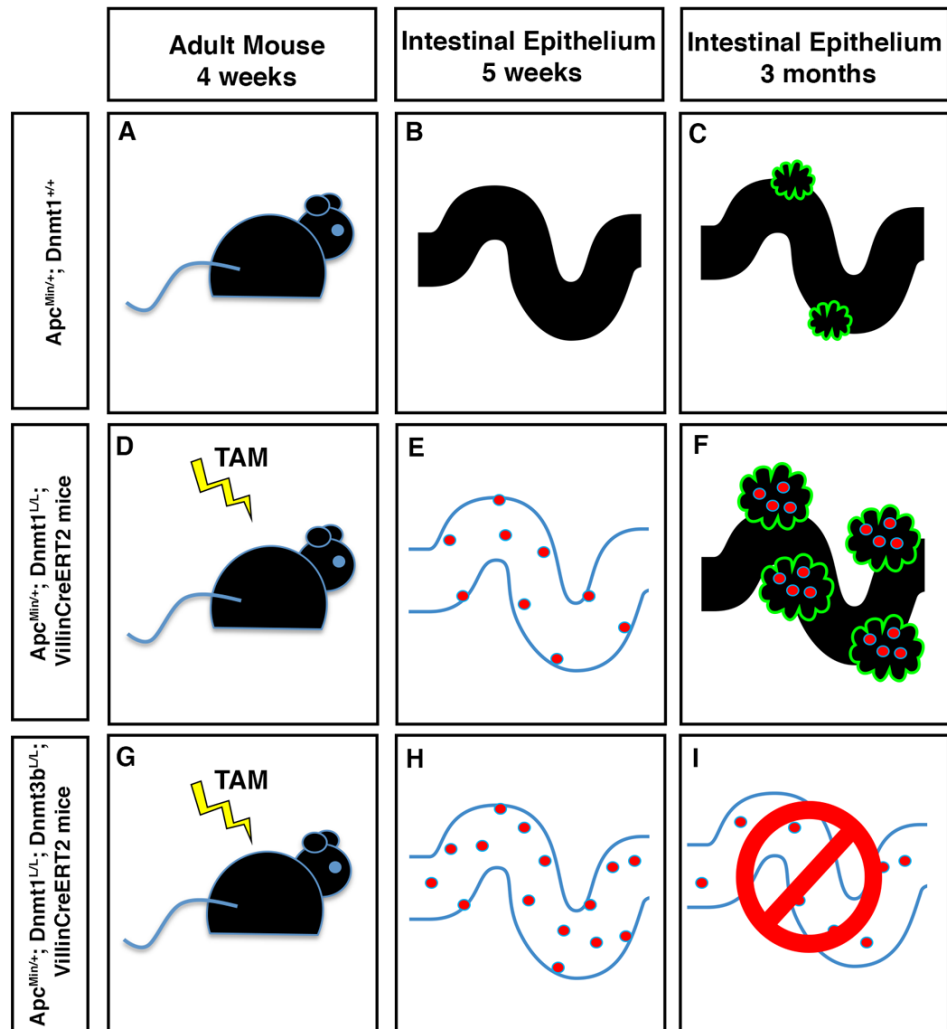 Adult Mouse
4 weeks
Intestinal Epithelium
5 weeks
Intestinal Epithelium
3 months
Apc^Min/+; Dnmt1^+/+
A
B
C
Apc^Min/+; Dnmt1^L/L;
VillinCreERT2 mice
D
TAM
E
F
Apc^Min/+; Dnmt1^L/L; Dnmt3b^L/L;
VillinCreERT2 mice
G
TAM
H
I